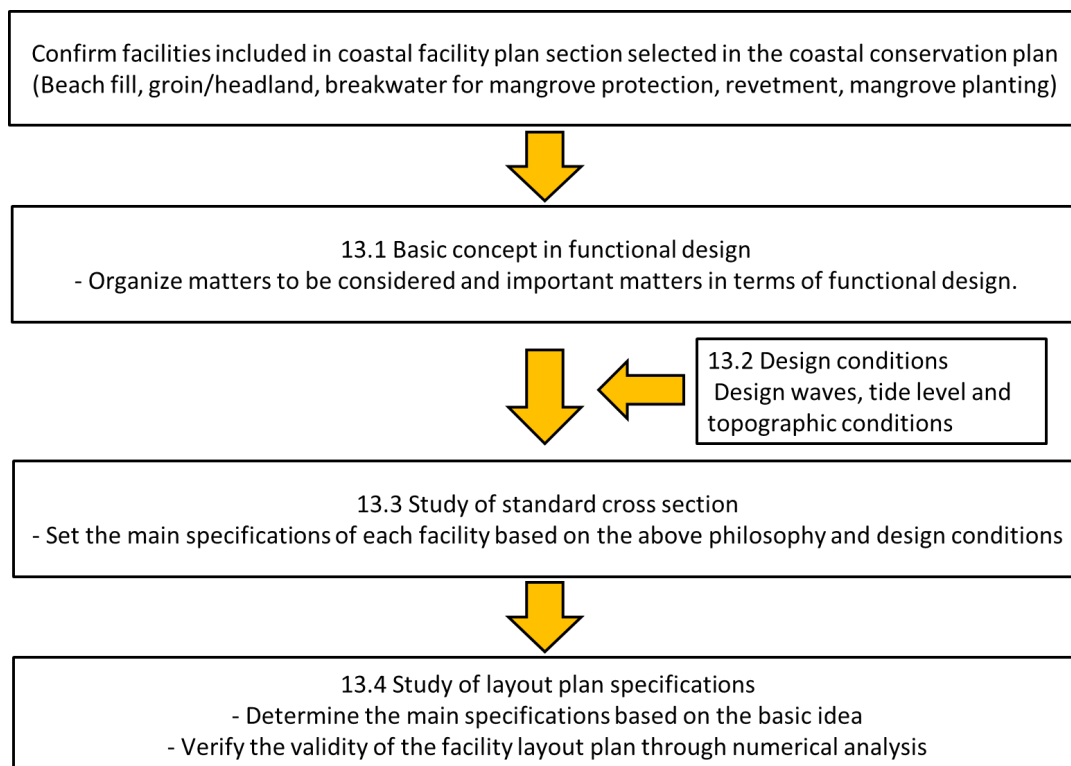 Confirm facilities included in coastal facility plan section selected in the coastal conservation plan
(Beach fill, groin/headland, breakwater for mangrove protection, revetment, mangrove planting)
13.1 Basic concept in functional design
- Organize matters to be considered and important matters in terms of functional design.
13.2 Design conditions
Design waves, tide level and
topographic conditions
13.3 Study of standard cross section
- Set the main specifications of each facility based on the above philosophy and design conditions
13.4 Study of layout plan specifications
- Determine the main specifications based on the basic idea
- Verify the validity of the facility layout plan through numerical analysis